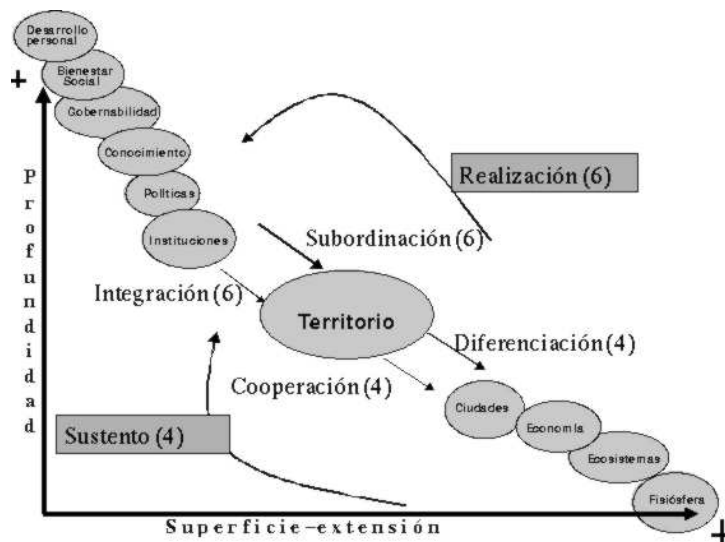 Desarrollo
personal
+
Bienestar
Social
Gobernabilidad
Conocimiento
Políticas
Instituciones
Profundidad
Realización (6)
Subordinación (6)
Integración (6)
Territorio
Diferenciación (4)
Cooperación (4)
Sustento (4)
Ciudades
Economía
Ecosistemas
Fisiósfera
Superficie-extensión
+